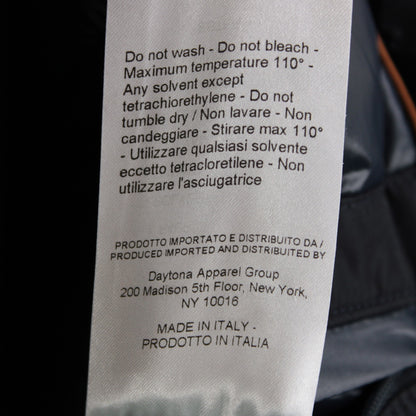 Do not wash - Do not bleach -
Maximum temperature 110° -
Any solvent except
tetrachiorethylene - Do not
tumble dry / Non lavare - Non
candeggiare - Stirare max 110°
- Utilizzare qualsiasi solvente
eccetto tetracloretilene - Non
utilizzare l'asciugatrice
PRODOTTO IMPORTATO E DISTRIBUITO DA /
PRODUCED IMPORTED AND DISTRIBUTED BY
Daytona Apparel Group
200 Madison 5th Floor, New York,
NY 10016
MADE IN ITALY -
PRODOTTO IN ITALIA